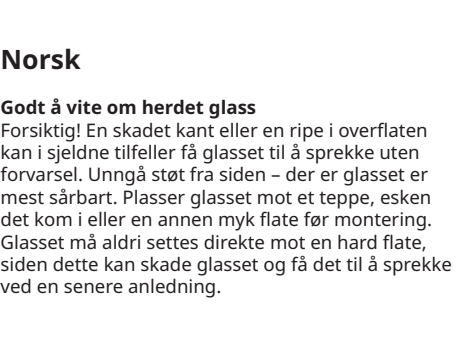 Norsk
Godt å vite om herdet glass
Forsiktig! En skadet kant eller en ripe i overflaten
kan i sjeldne tilfeller få glasset til å sprekke uten
forvarsel. Unngå støt fra siden – der er glasset er
mest sårbart. Plasser glasset mot et teppe, esken
det kom i eller en annen myk flate før montering.
Glasset må aldri settes direkte mot en hard flate,
siden dette kan skade glasset og få det til å sprekke
ved en senere anledning.